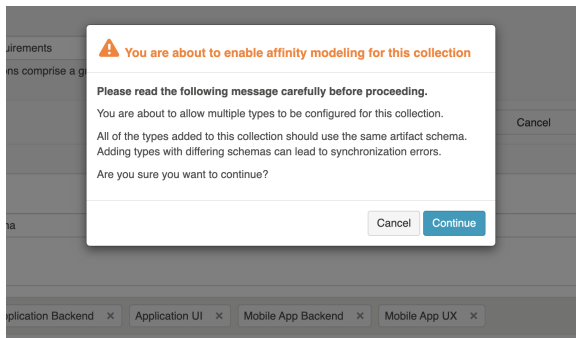 You are about to enable affinity modeling for this collection
Please read the following message carefully before proceeding.
You are about to allow multiple types to be configured for this collection.
All of the types added to this collection should use the same artifact schema.
Adding types with differing schemas can lead to synchronization errors.
Are you sure you want to continue?
Cancel Continue
comprise a
Cancel
Backend × Application UI × Mobile App Backend × Mobile App UX ×